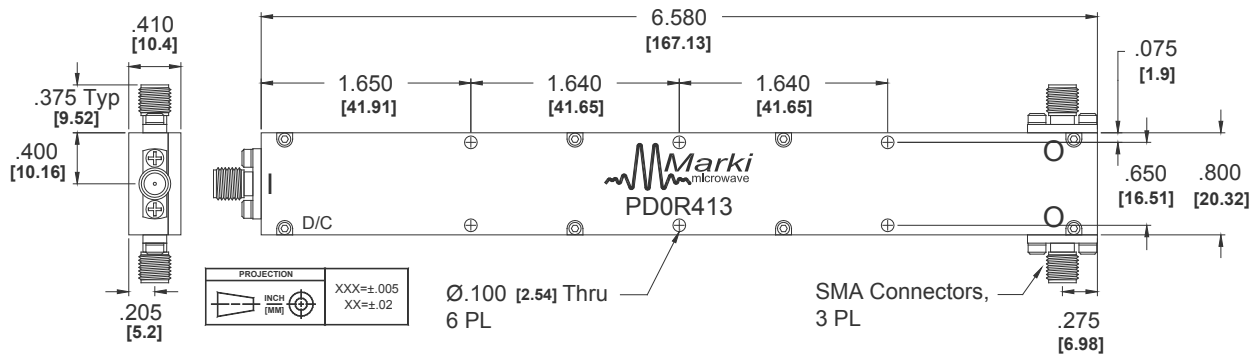 6.580
[167.13]
.410
[10.4]
.075
[1.9]
1.650
[41.91]
1.640
[41.65]
1.640
[41.65]
.375 Typ
[9.52]
.400
[10.16]
I
D/C
Marki
microwave
PD0R413
O
O
.650
[16.51]
.800
[20.32]
PROJECTION
INCH
[MM]
XXX=±.005
XX=±.02
Ø.100 [2.54] Thru
6 PL
SMA Connectors,
3 PL
.205
[5.2]
.275
[6.98]